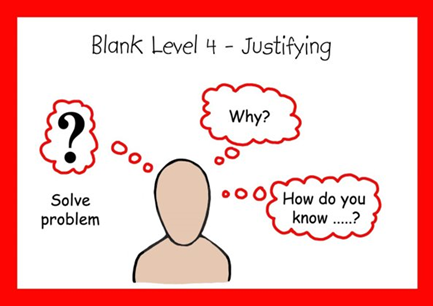 Blank Level 4 - Justifying
?
Why?
Solve
problem
How do you
know .....?